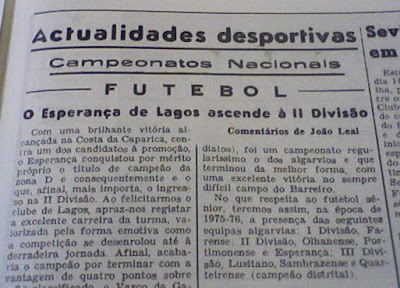 Actualidades desportivas
Campeonatos Nacionais
FUTEBOL
O Esperança de Lagos ascende à II Divisão
Com uma brilhante vitória al-
cançada na Costa da Caparica, con-
tra um dos candidatos à promoção,
o Esperança conquistou por mérito
próprio o título de campeão da
zona D e consequentemente e o
que, afinal, mais importa, o ingres-
so na II Divisão. Ao felicitarmos o
clube de Lagos, apraz-nos registar
a excelente carreira da turma, va-
lorizada pela forma emotiva como
a competição se desenrolou até à
derradeira jornada. Afinal, acaba-
ria o campeão por terminar com a
vantagem de quatro pontos sobre
o Vasco da Ga-
Comentários de João Leal
diatos), foi um campeonato regu-
laríssimo o dos algarvios e que
terminou da melhor forma, com
uma excelente vitória no sempre
difícil campo do Barreiro.
No que respeita ao futebol sé-
nior, teremos assim, na época de
1975-76, a presença das seguintes
equipas algarvias: I Divisão, Fa-
rense; II Divisão, Olhanense, Por-
timonense e Esperança; III Divi-
são, Lusitano, Sambrazense e Quar-
teirense (campeão distrital).
Sev
em